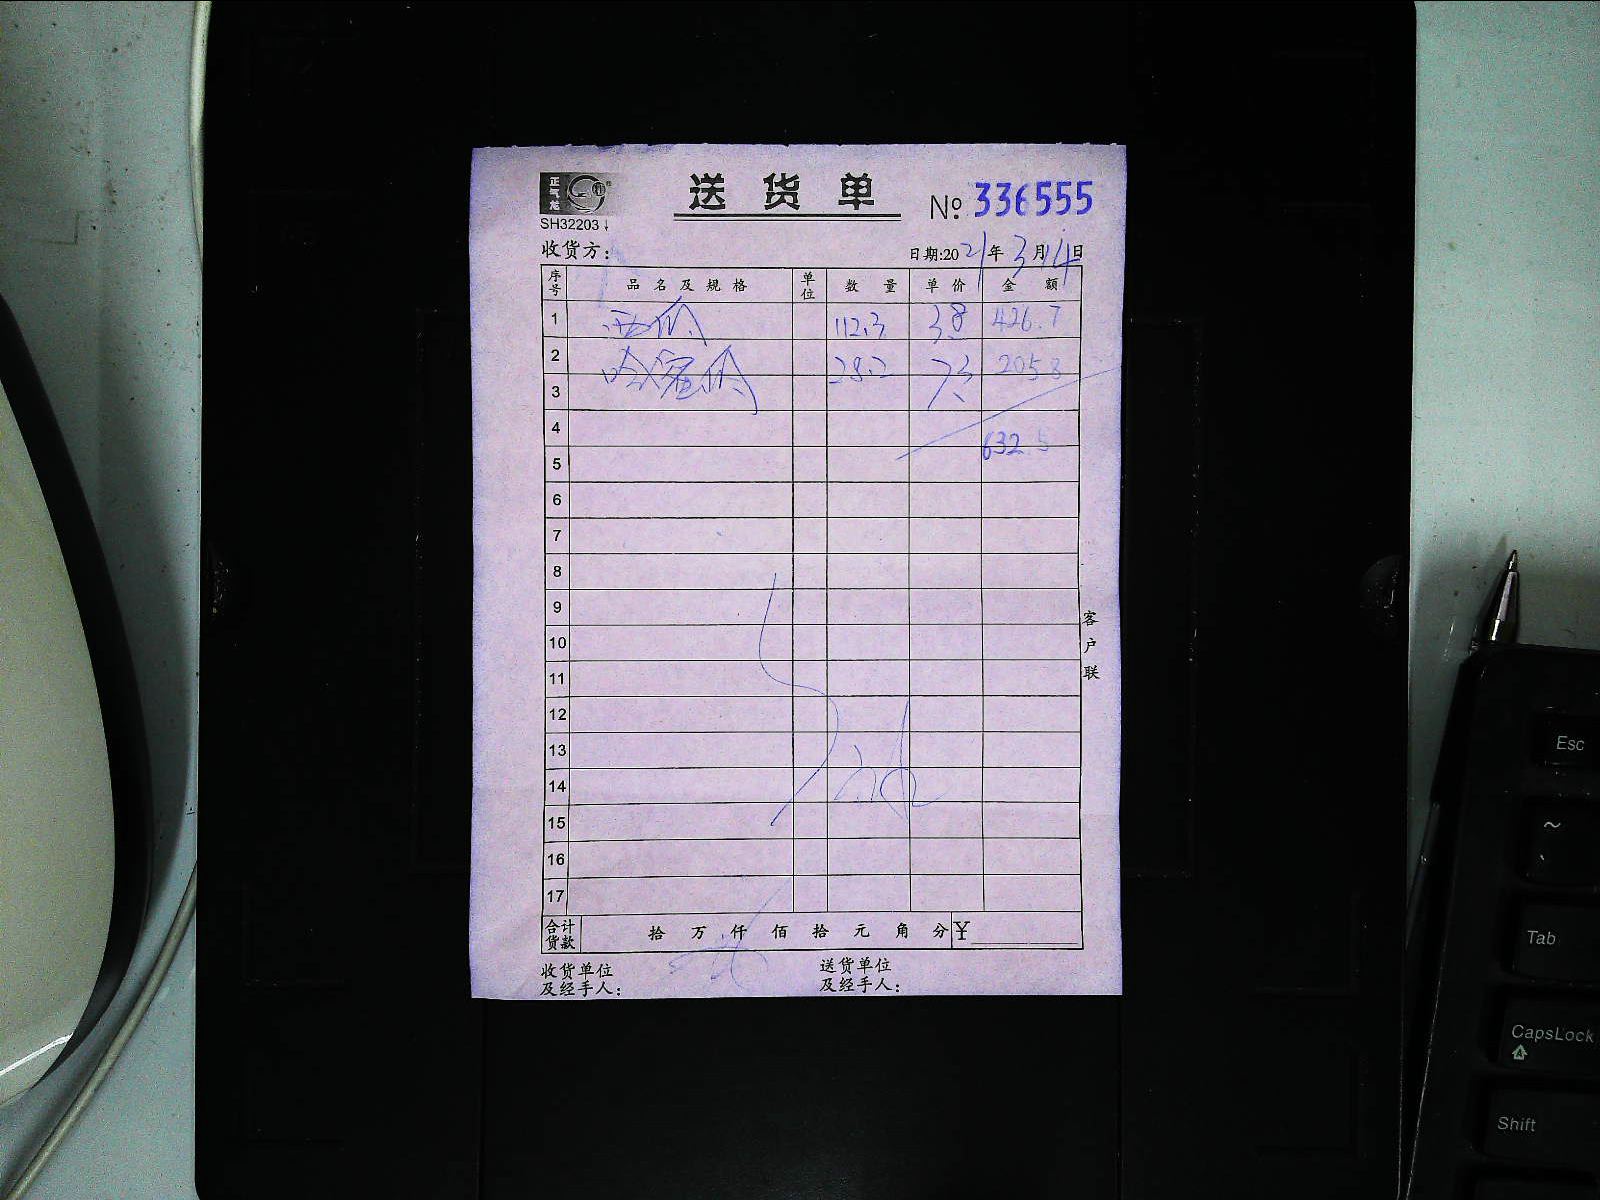 正气龙
送货单
№ 336555
SH32203
收货方：
日期:2021年3月14日
序号 品名及规格 单位 数量 单价 金额
1 西瓜 112.3 3.8 426.7
2 哈密瓜 28.2 7.3 205.8
3
4 632.5
5
6
7
8
9
10
11
12
13
14
15
16
17
客户联
合计货款 拾 万 仟 佰 拾 元 角 分 ¥
收货单位及经手人：
送货单位及经手人：
Esc
~
Tab
CapsLock
Shift